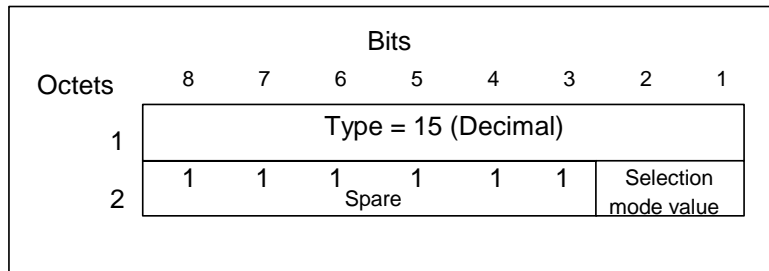 Bits
Octets 8 7 6 5 4 3 2 1
1 Type = 15 (Decimal)
2 1 1 1 1 1 1 Selection
Spare mode value